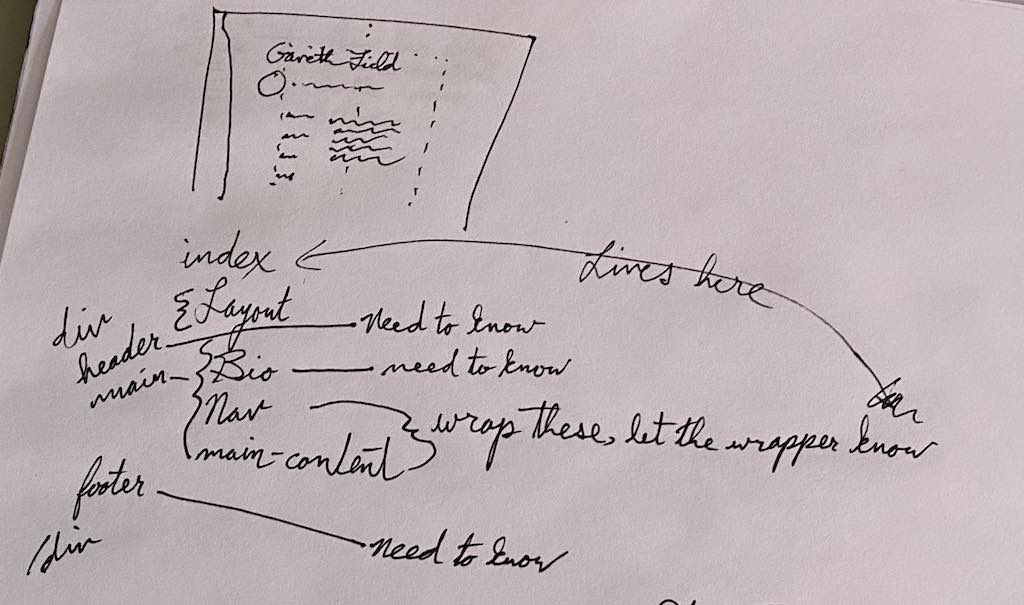 Gareth Field
index
Lives here
{ Layout
div
header need to know
main { Bio need to know
Nav
main-content } wrap these, let the wrapper know
footer
/div need to know